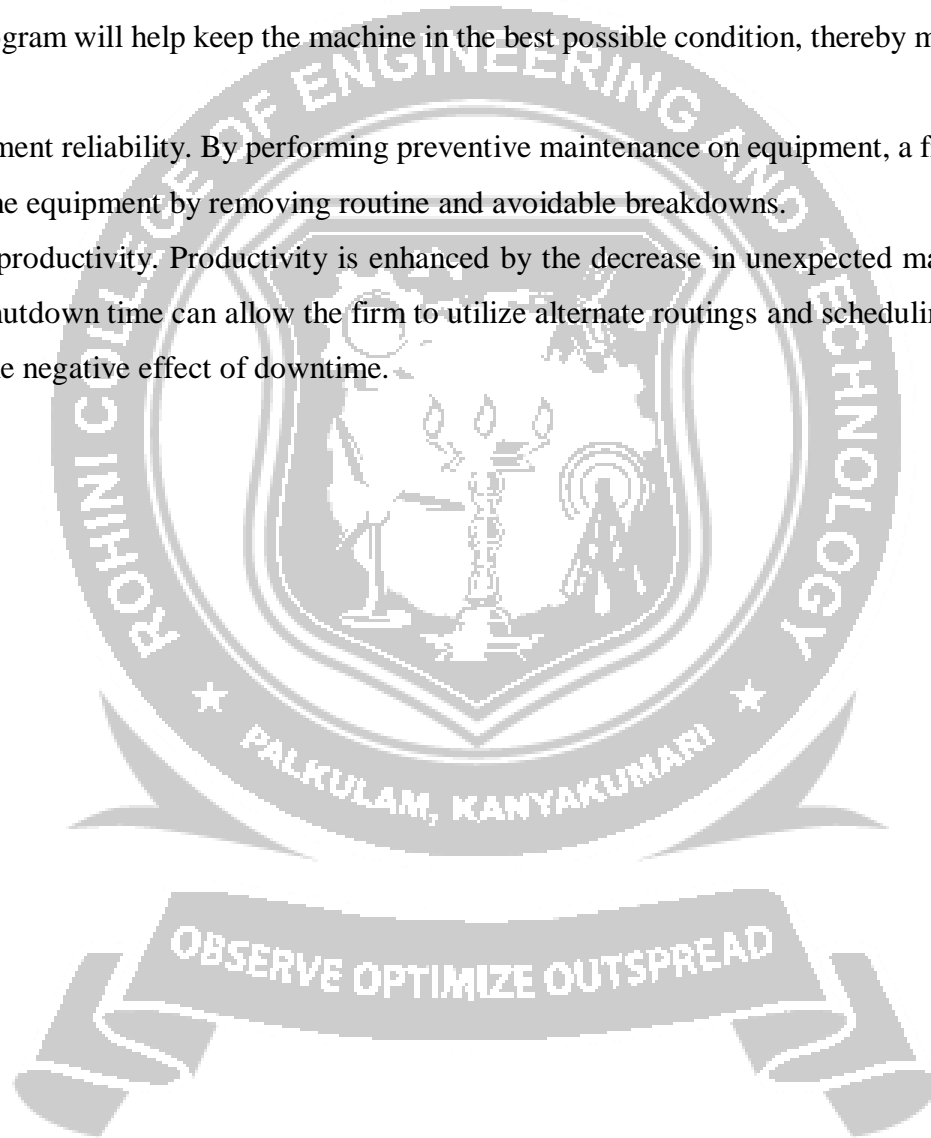 ogram will help keep the machine in the best possible condition, thereby m
ment reliability. By performing preventive maintenance on equipment, a f
he equipment by removing routine and avoidable breakdowns.
productivity. Productivity is enhanced by the decrease in unexpected ma
hutdown time can allow the firm to utilize alternate routings and scheduli
e negative effect of downtime.
ROHINI COLLEGE OF ENGINEERING AND TECHNOLOGY
PALKULAM, KANYAKUMARI
OBSERVE OPTIMIZE OUTSPREAD